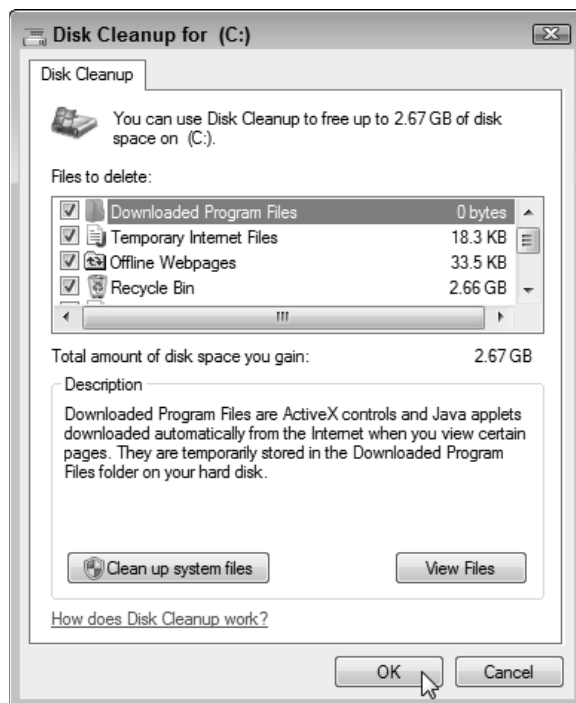 Disk Cleanup for (C:)
Disk Cleanup
You can use Disk Cleanup to free up to 2.67 GB of disk
space on (C:).
Files to delete:
Downloaded Program Files 0 bytes
Temporary Internet Files 18.3 KB
Offline Webpages 33.5 KB
Recycle Bin 2.66 GB
Total amount of disk space you gain: 2.67 GB
Description
Downloaded Program Files are ActiveX controls and Java applets
downloaded automatically from the Internet when you view certain
pages. They are temporarily stored in the Downloaded Program
Files folder on your hard disk.
Clean up system files View Files
How does Disk Cleanup work?
OK Cancel